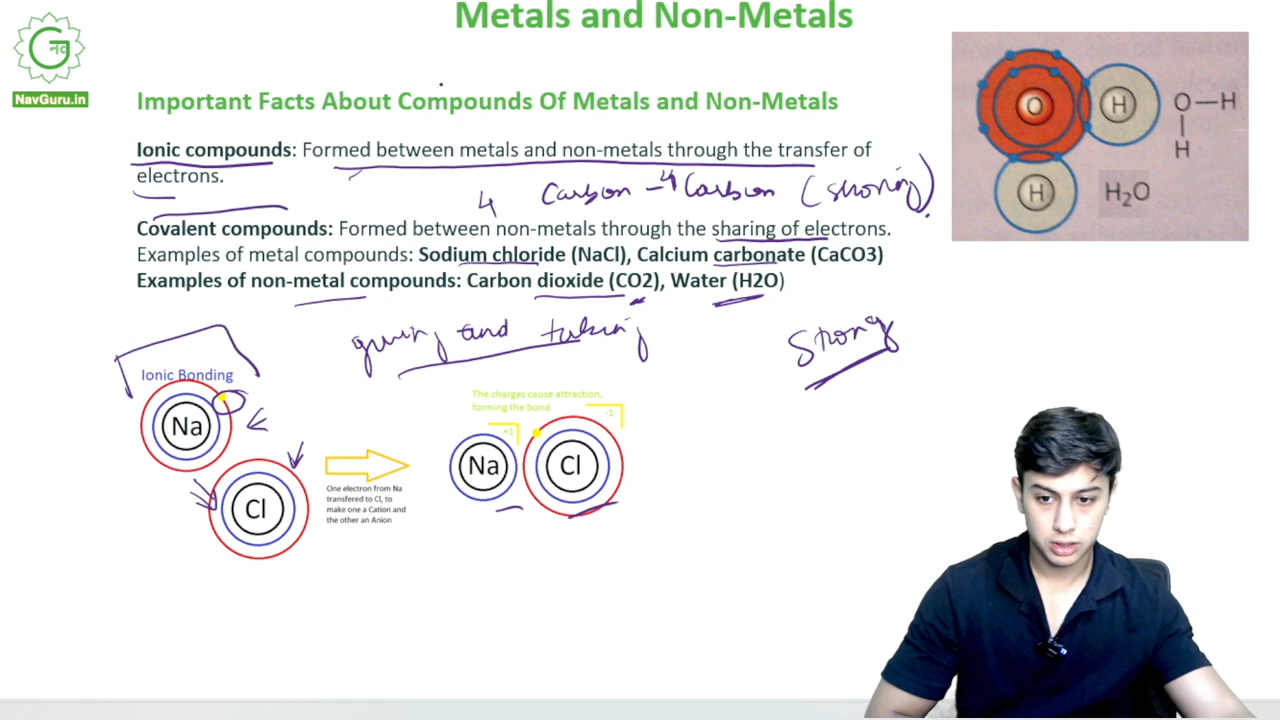 Metals and Non-Metals
नव
NavGuru.in
Important Facts About Compounds Of Metals and Non-Metals
Ionic compounds: Formed between metals and non-metals through the transfer of
electrons.
4 Carbon - 4 Carbon (sharing).
Covalent compounds: Formed between non-metals through the sharing of electrons.
Examples of metal compounds: Sodium chloride (NaCl), Calcium carbonate (CaCO3)
Examples of non-metal compounds: Carbon dioxide (CO2), Water (H2O)
giving and taking
Strong
Ionic Bonding
Na
Cl
One electron from Na
transfered to Cl, to
make one a Cation and
the other an Anion
The charges cause attraction,
forming the bond
+1
-1
Na
Cl
O
H
H
O—H
H
H₂O